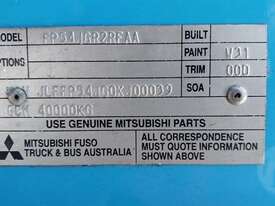 MODEL FP54JGR2RFAA BUILT
OPTIONS PAINT V31
TRIM 000
JLFFP54JG0KJ00039 SOA
GCM 40000KG
USE GENUINE MITSUBISHI PARTS
MITSUBISHI FUSO
TRUCK & BUS AUSTRALIA
ALL CORRESPONDENCE
MUST QUOTE INFORMATION
SHOWN ABOVE